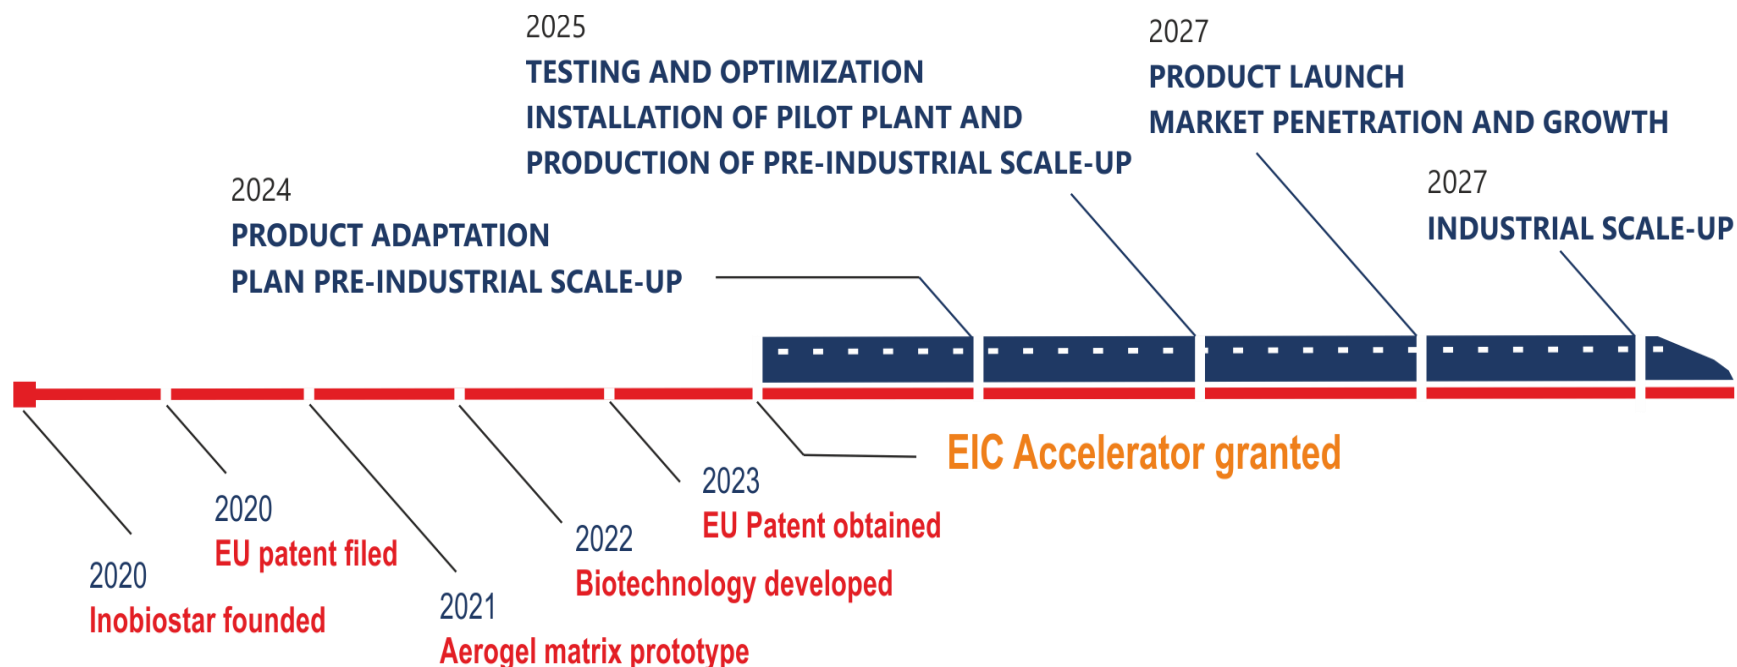 2025
TESTING AND OPTIMIZATION
INSTALLATION OF PILOT PLANT AND
PRODUCTION OF PRE-INDUSTRIAL SCALE-UP
2027
PRODUCT LAUNCH
MARKET PENETRATION AND GROWTH
2027
INDUSTRIAL SCALE-UP
2024
PRODUCT ADAPTATION
PLAN PRE-INDUSTRIAL SCALE-UP
EIC Accelerator granted
2020
Inobiostar founded
2020
EU patent filed
2021
Aerogel matrix prototype
2022
Biotechnology developed
2023
EU Patent obtained